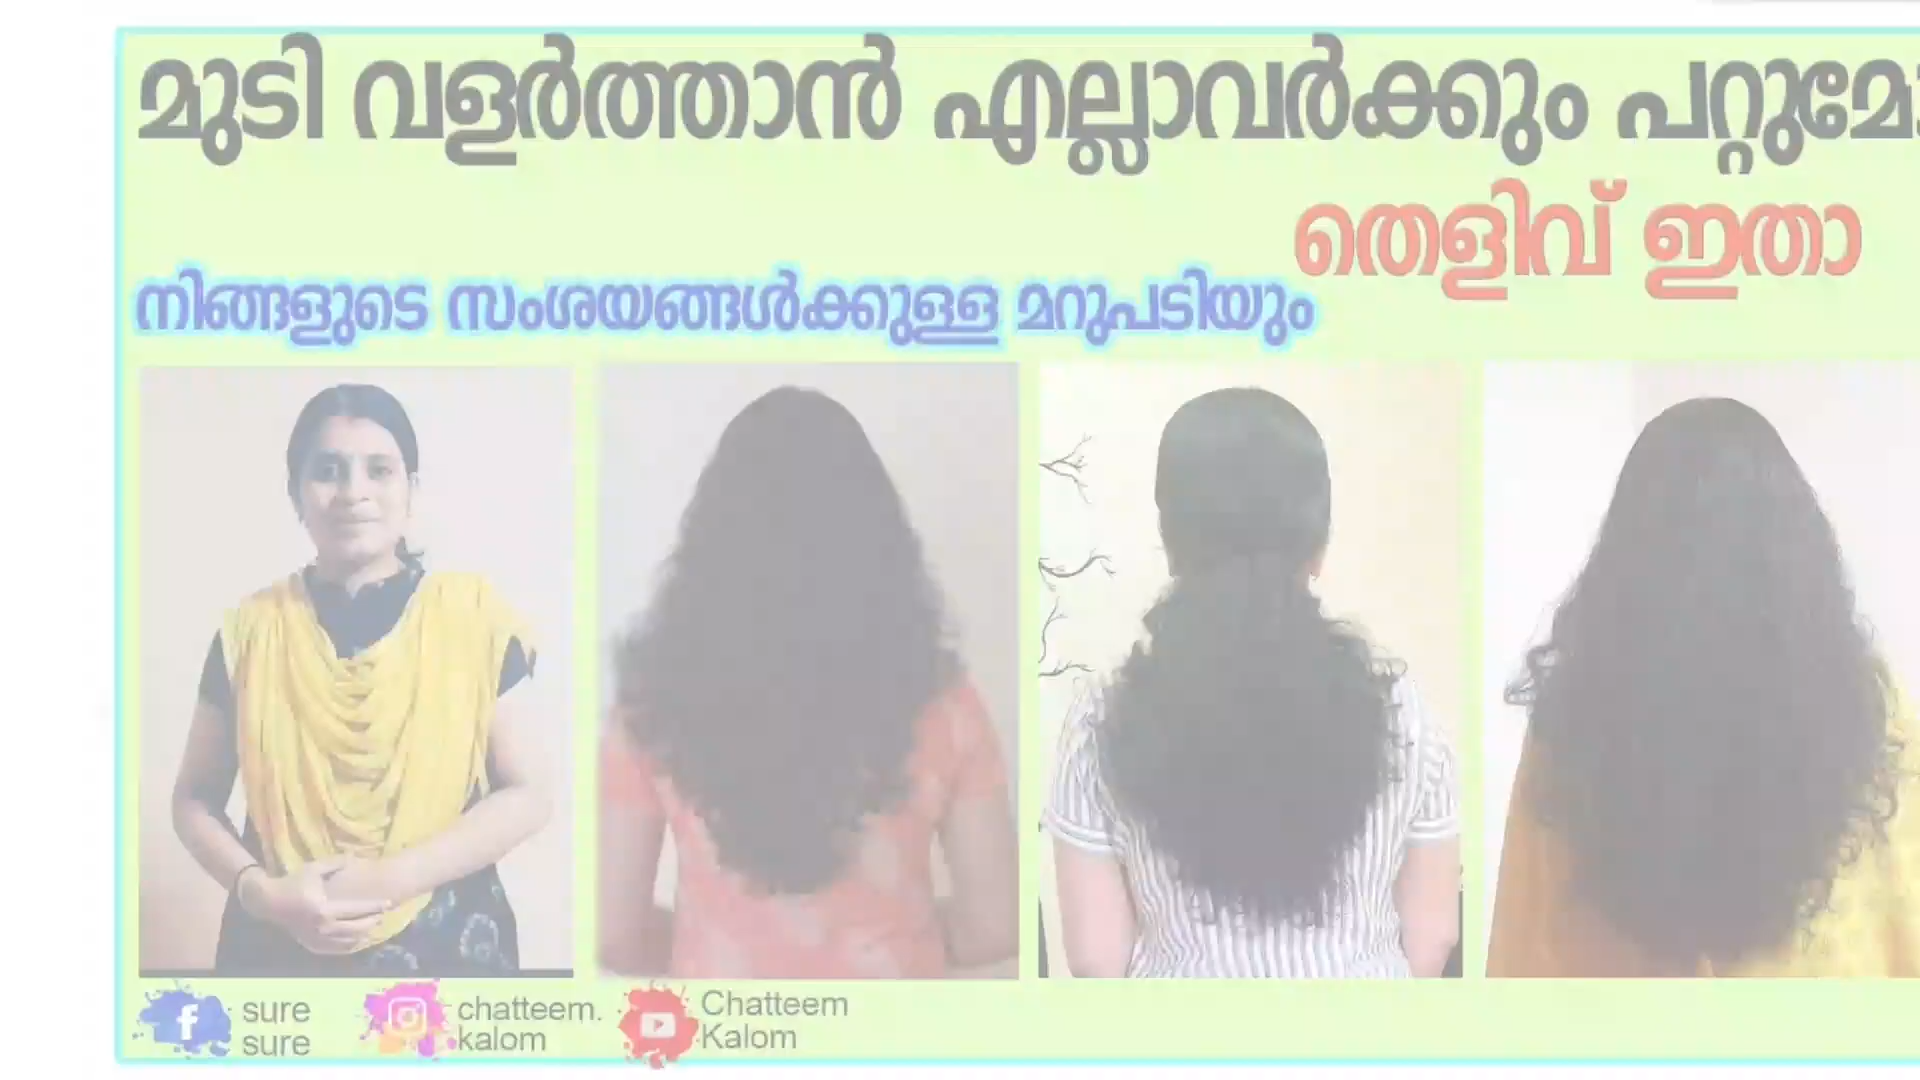 മുടി വളർത്താൻ എല്ലാവർക്കും പറ്റുമോ
തെളിവ് ഇതാ
നിങ്ങളുടെ സംശയങ്ങൾക്കുള്ള മറുപടിയും
sure
sure
chatteem.
kalom
Chatteem
Kalom